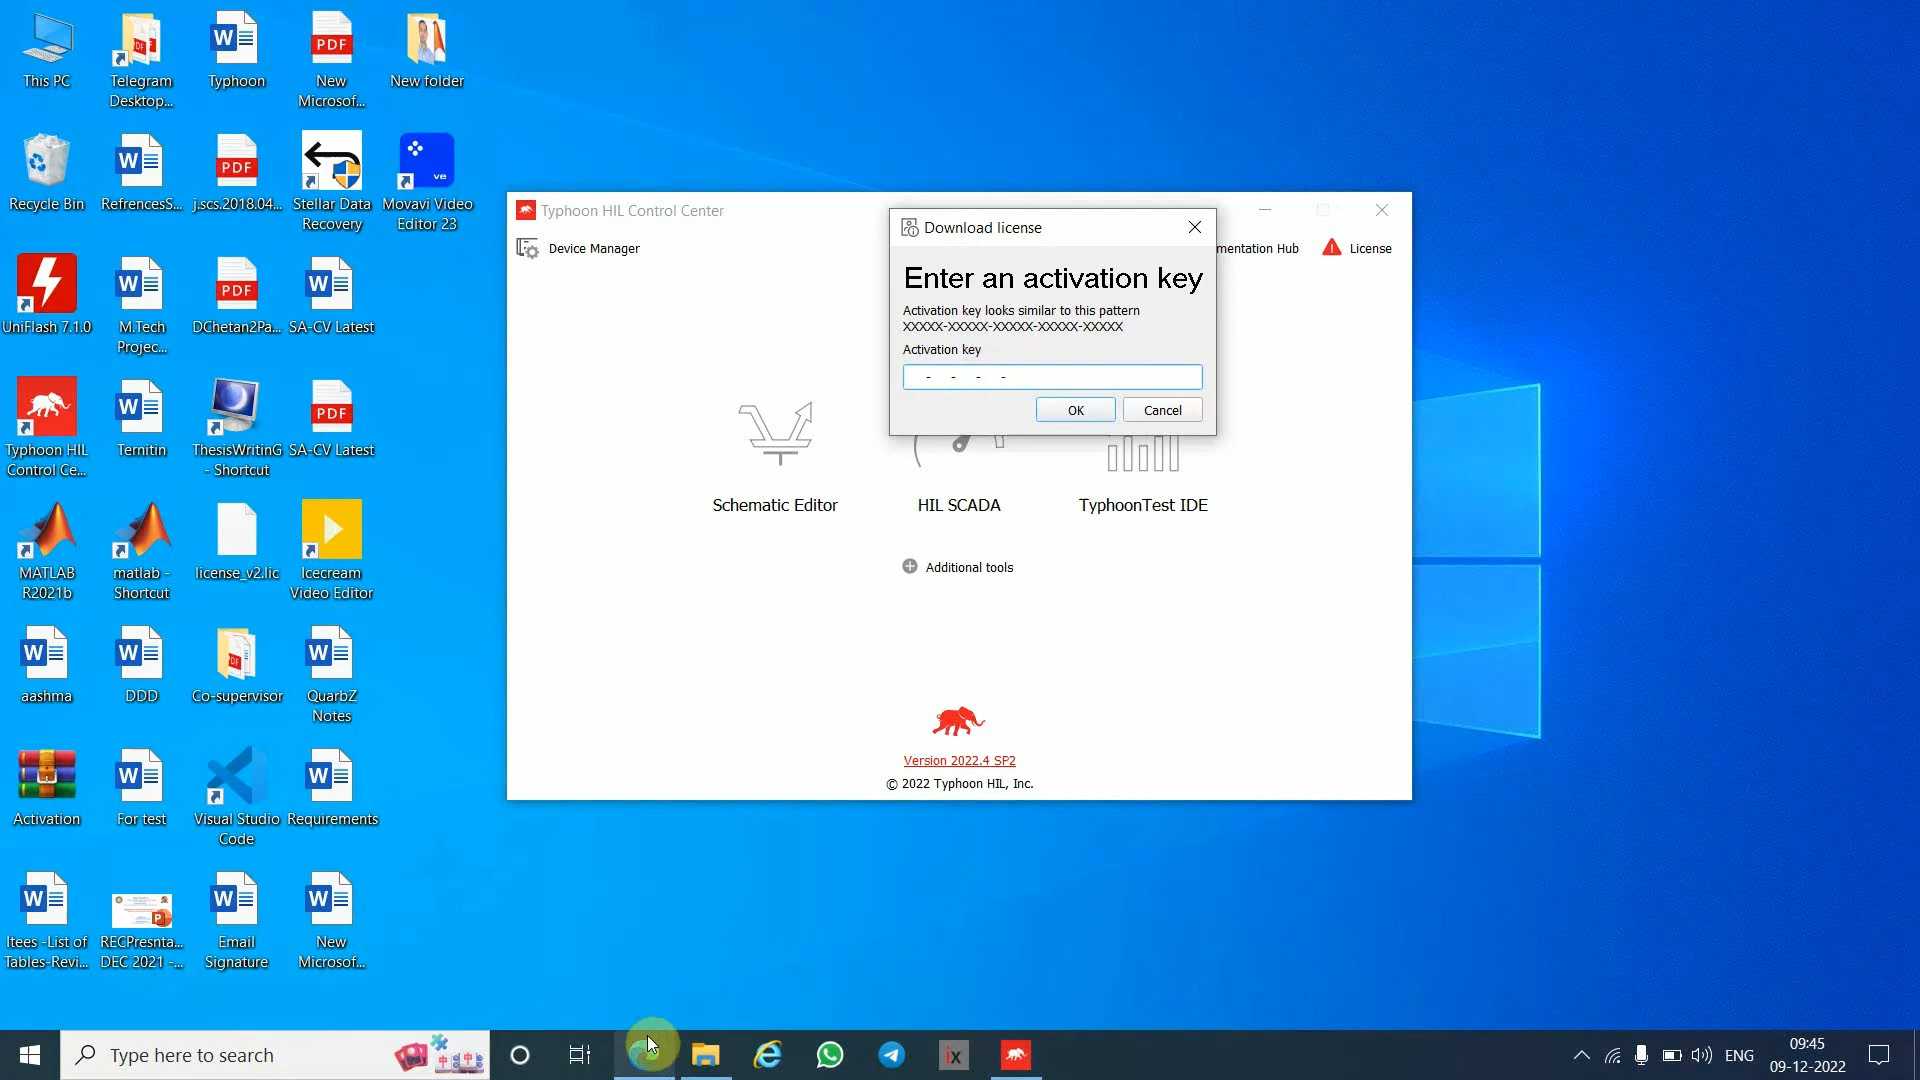 This PC
Telegram
Desktop...
Typhoon
New
Microsof...
New folder
Recycle Bin
RefrencesS...
j.scs.2018.04...
Stellar Data
Recovery
Movavi Video
Editor 23
UniFlash 7.1.0
M.Tech
Projec...
DChetan2Pa...
SA-CV Latest
Typhoon HIL
Control Ce...
Ternitin
ThesisWritingG
- Shortcut
SA-CV Latest
MATLAB
R2021b
matlab -
Shortcut
license_v2.lic
Icecream
Video Editor
aashma
DDD
Co-supervisor
QuarbZ
Notes
Activation
For test
Visual Studio
Code
Requirements
Itees -List of
Tables-Revi...
RECPresnta...
DEC 2021 -...
Email
Signature
New
Microsof...
Typhoon HIL Control Center
Device Manager
mentation Hub
License
Download license
Enter an activation key
Activation key looks similar to this pattern
XXXXX-XXXXX-XXXXX-XXXXX-XXXXX
Activation key
- - - -
OK
Cancel
Schematic Editor
HIL SCADA
TyphoonTest IDE
Additional tools
Version 2022.4 SP2
© 2022 Typhoon HIL, Inc.
Type here to search
ix
ENG
09:45
09-12-2022